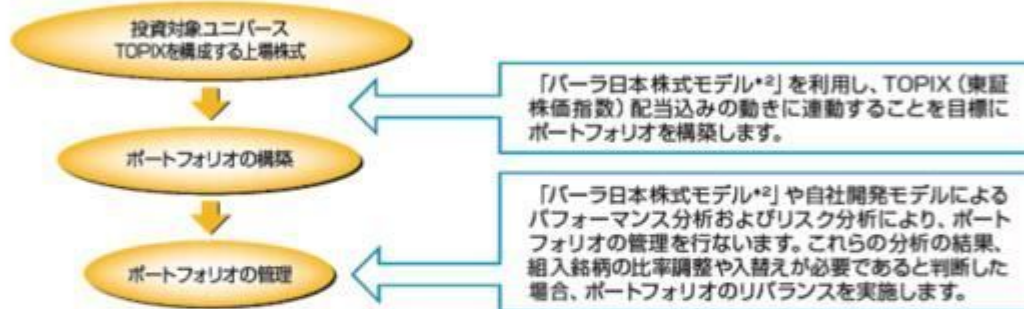 投資対象ユニバース
TOPIXを構成する上場株式
「バーラ日本株式モデル*2」を利用し、TOPIX(東証
株価指数)配当込みの動きに連動することを目標に
ポートフォリオを構築します。
ポートフォリオの構築
「バーラ日本株式モデル*2」や自社開発モデルによる
パフォーマンス分析およびリスク分析により、ポート
フォリオの管理を行ないます。これらの分析の結果、
組入銘柄の比率調整や入替えが必要であると判断した
場合、ポートフォリオのリバランスを実施します。
ポートフォリオの管理